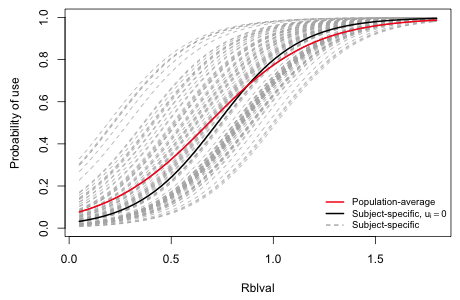 Probability of use
1.0
0.8
0.6
0.4
0.2
0.0
Population-average
Subject-specific, uᵢ = 0
Subject-specific
0.0 0.5 1.0 1.5
Rblval